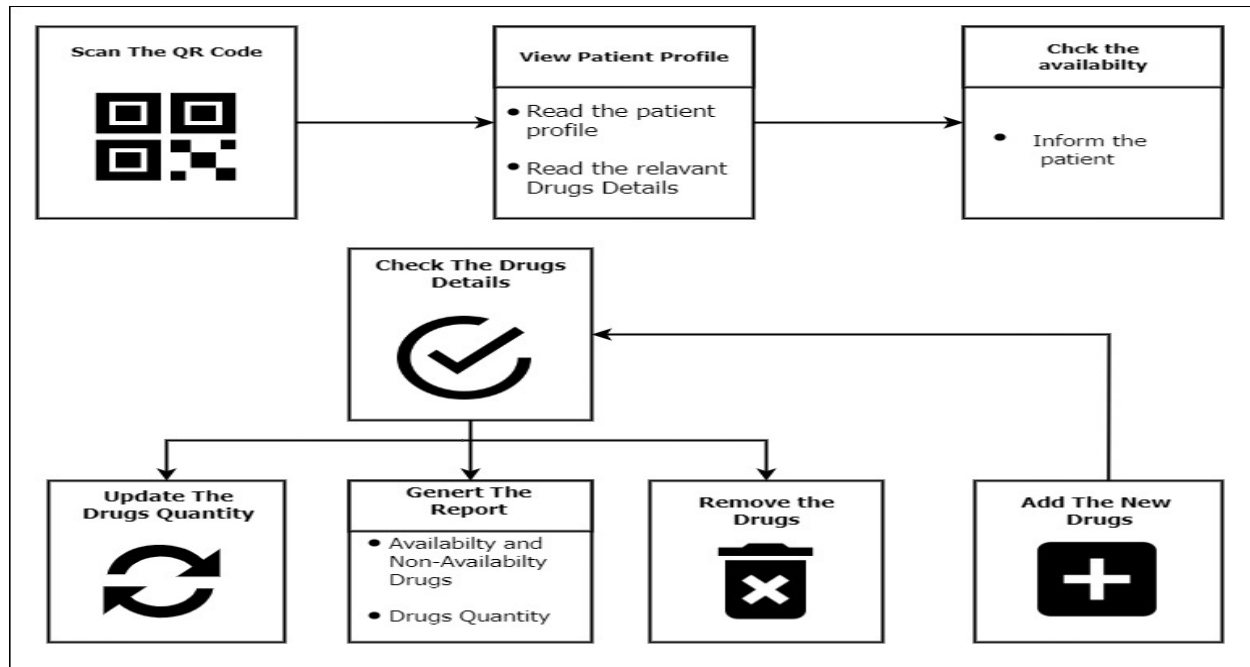 Scan The QR Code
View Patient Profile
• Read the patient
profile
• Read the relavant
Drugs Details
Chck the
availabilty
• Inform the
patient
Check The Drugs
Details
Update The
Drugs Quantity
Genert The
Report
• Availabilty and
Non-Availabilty
Drugs
• Drugs Quantity
Remove the
Drugs
Add The New
Drugs